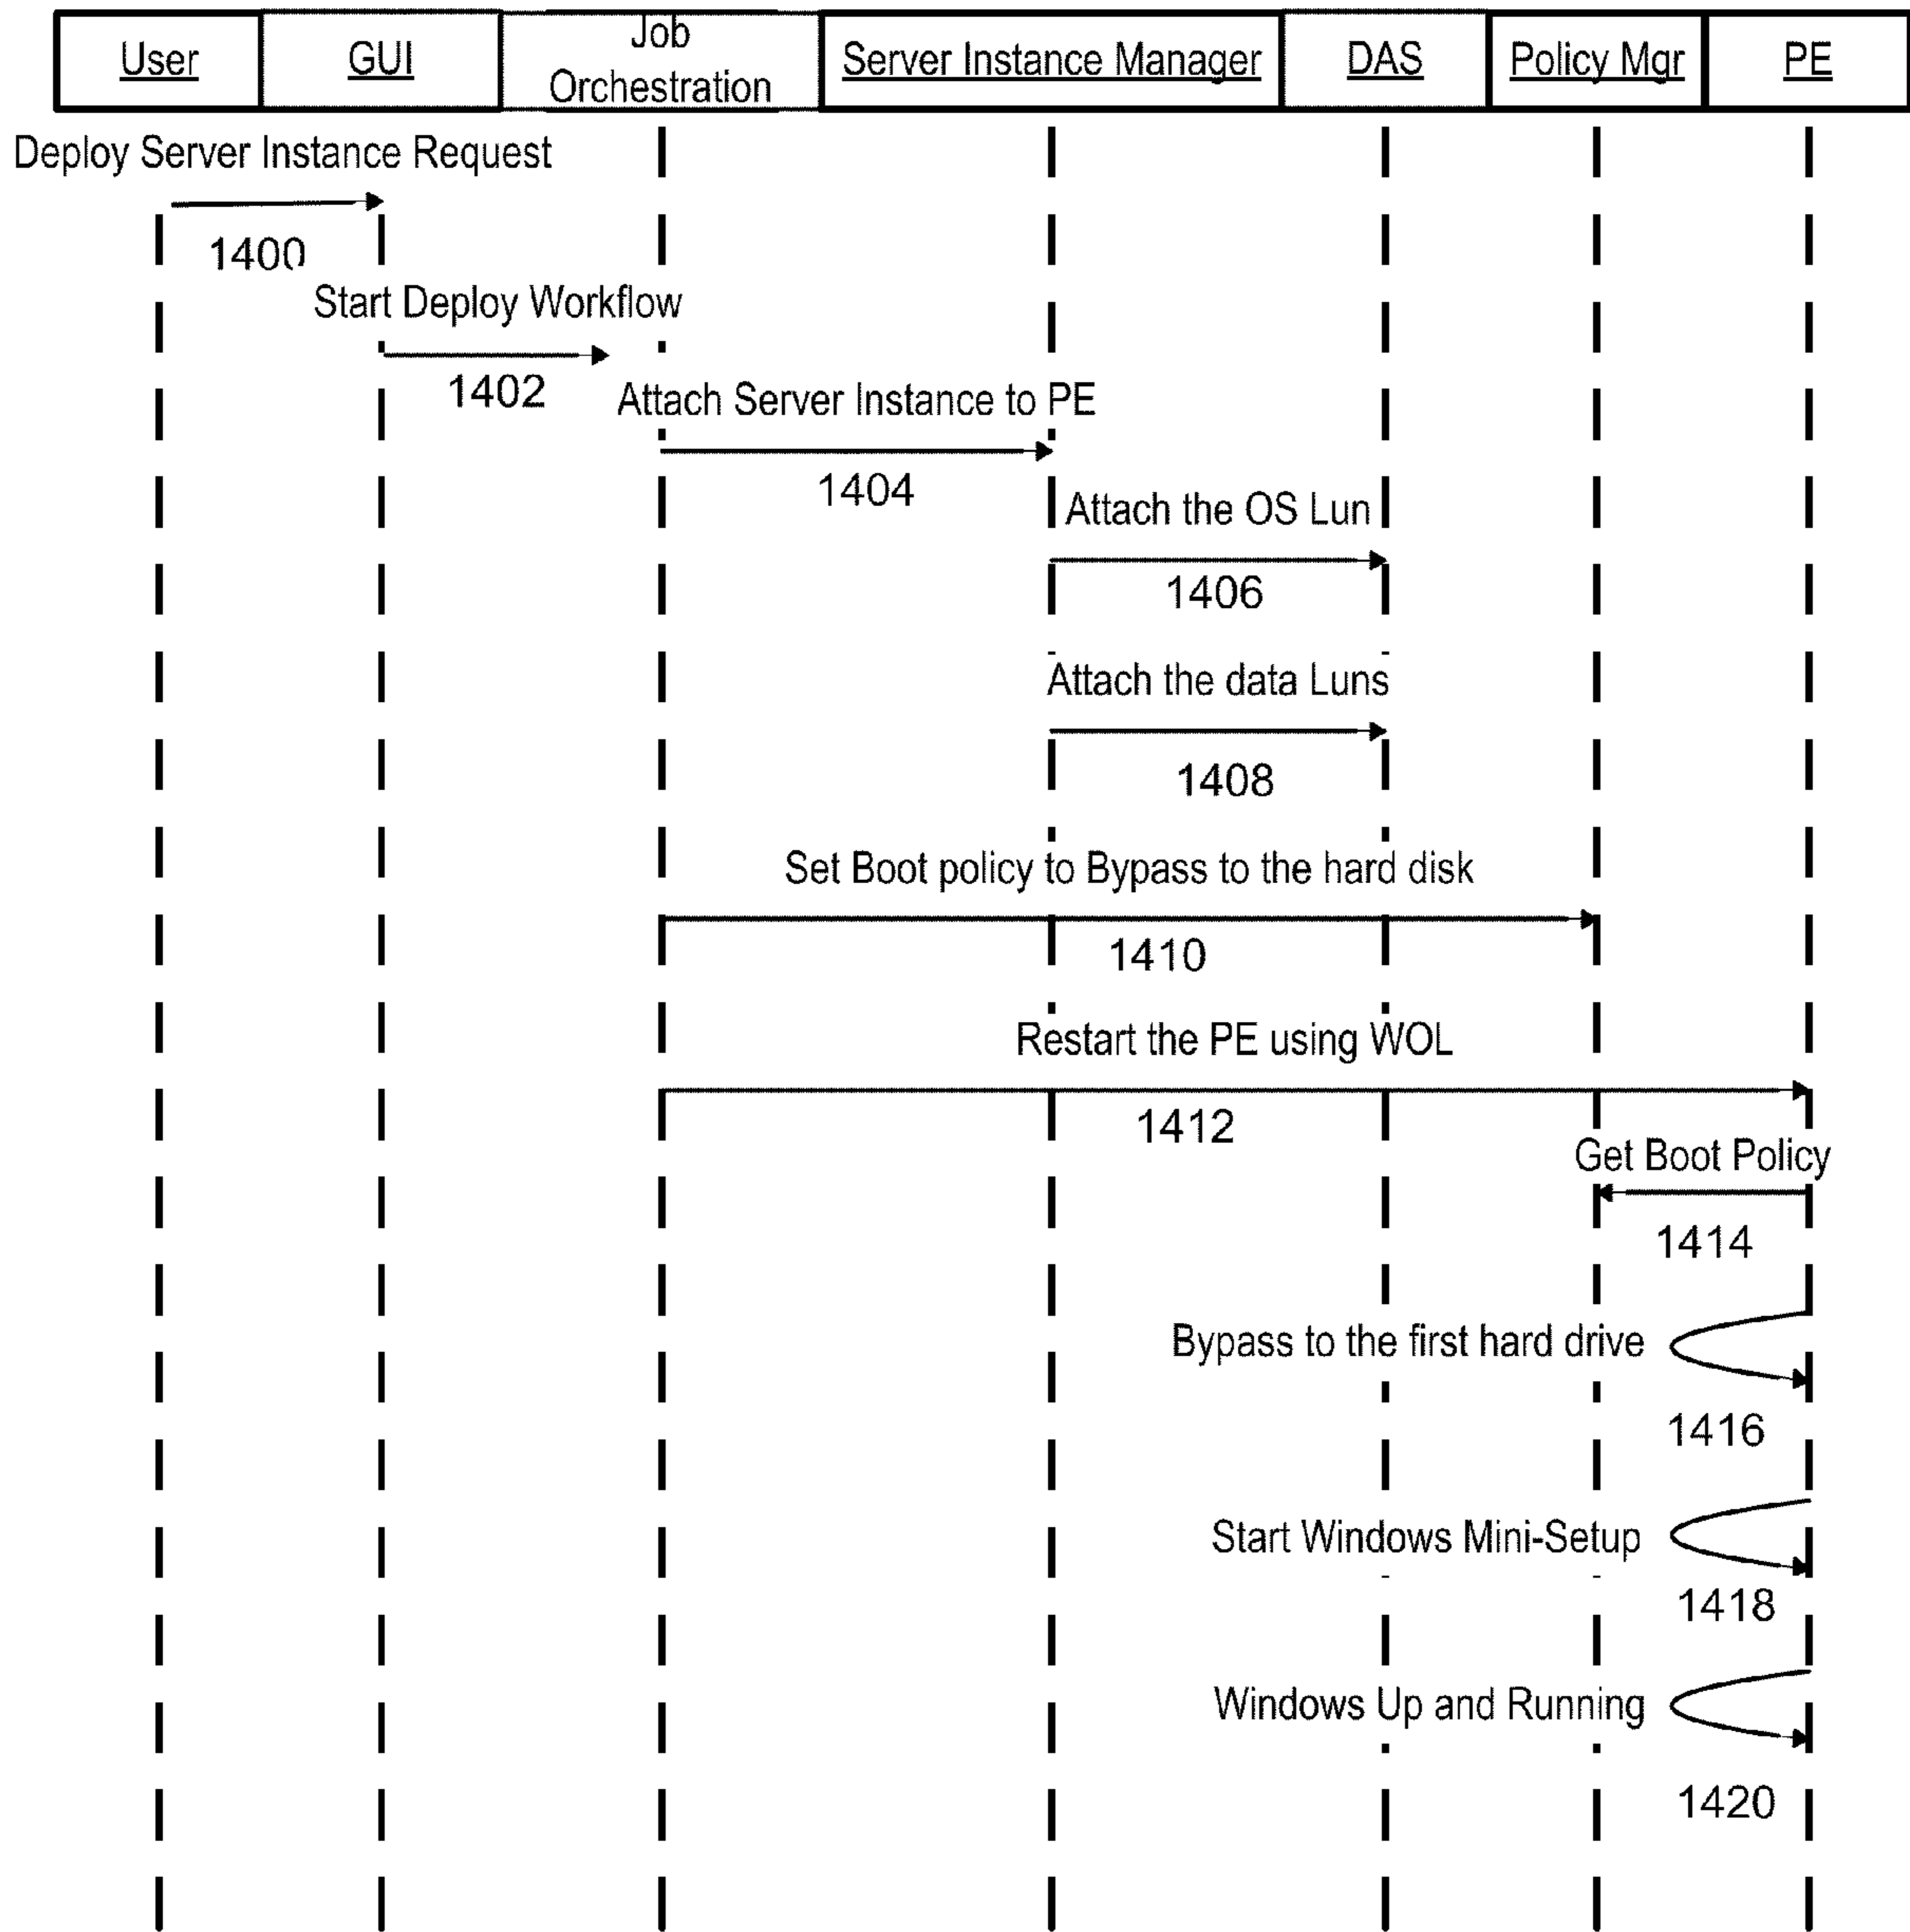 User
GUI
Job
Orchestration
Server Instance Manager
DAS
Policy Mgr
PE
Deploy Server Instance Request
1400
Start Deploy Workflow
1402
Attach Server Instance to PE
1404
Attach the OS Lun
1406
Attach the data Luns
1408
Set Boot policy to Bypass to the hard disk
1410
Restart the PE using WOL
1412
Get Boot Policy
1414
Bypass to the first hard drive
1416
Start Windows Mini-Setup
1418
Windows Up and Running
1420